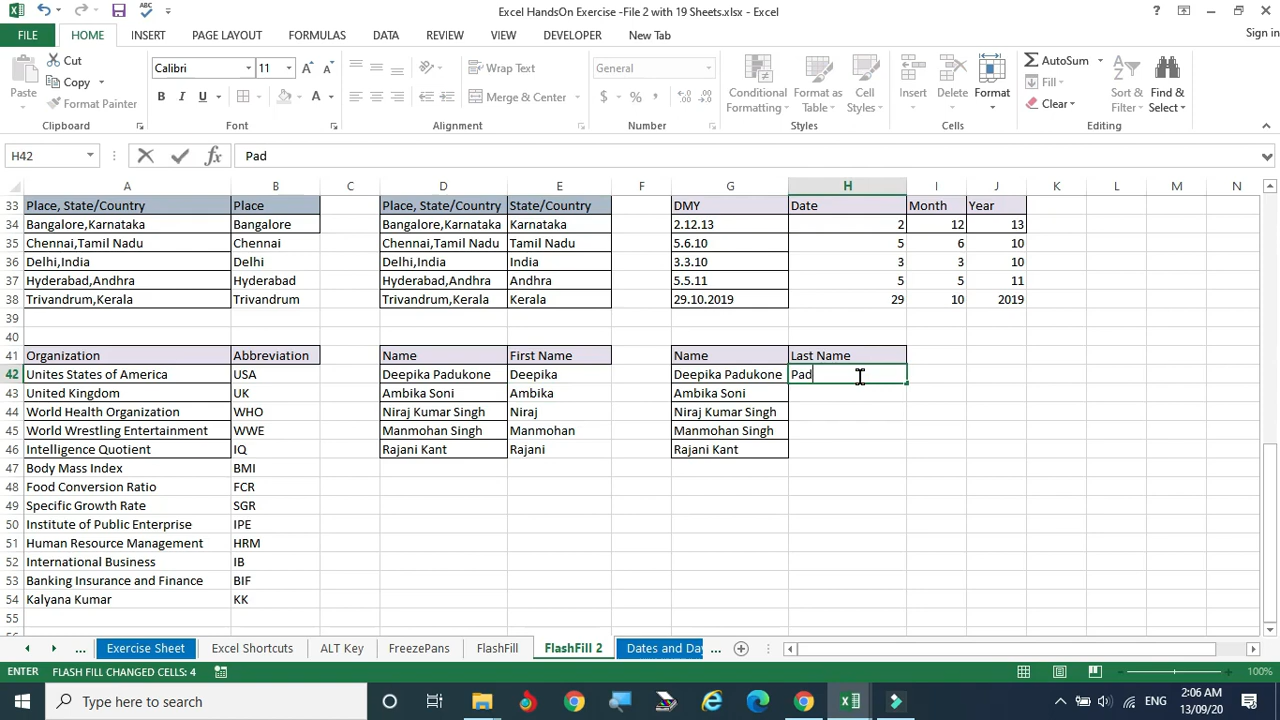 Excel HandsOn Exercise -File 2 with 19 Sheets.xlsx - Excel
FILE HOME INSERT PAGE LAYOUT FORMULAS DATA REVIEW VIEW DEVELOPER New Tab Sign in
Cut Calibri 11 Wrap Text General AutoSum
Copy Fill
Paste Format Painter B I U A Merge & Center $ % , Conditional Formatting Format as Table Cell Styles Insert Delete Format Clear Sort & Filter Find & Select
Clipboard Font Alignment Number Styles Cells Editing
H42 fx Pad
A B C D E F G H I J K L M N
33 Place, State/Country Place Place, State/Country State/Country DMY Date Month Year
34 Bangalore,Karnataka Bangalore Bangalore,Karnataka Karnataka 2.12.13 2 12 13
35 Chennai,Tamil Nadu Chennai Chennai,Tamil Nadu Tamil Nadu 5.6.10 5 6 10
36 Delhi,India Delhi Delhi,India India 3.3.10 3 3 10
37 Hyderabad,Andhra Hyderabad Hyderabad,Andhra Andhra 5.5.11 5 5 11
38 Trivandrum,Kerala Trivandrum Trivandrum,Kerala Kerala 29.10.2019 29 10 2019
39
40
41 Organization Abbreviation Name First Name Name Last Name
42 Unites States of America USA Deepika Padukone Deepika Deepika Padukone Pad
43 United Kingdom UK Ambika Soni Ambika Ambika Soni
44 World Health Organization WHO Niraj Kumar Singh Niraj Niraj Kumar Singh
45 World Wrestling Entertainment WWE Manmohan Singh Manmohan Manmohan Singh
46 Intelligence Quotient IQ Rajani Kant Rajani Rajani Kant
47 Body Mass Index BMI
48 Food Conversion Ratio FCR
49 Specific Growth Rate SGR
50 Institute of Public Enterprise IPE
51 Human Resource Management HRM
52 International Business IB
53 Banking Insurance and Finance BIF
54 Kalyana Kumar KK
55
... Exercise Sheet Excel Shortcuts ALT Key FreezePans FlashFill FlashFill 2 Dates and Day ...
ENTER FLASH FILL CHANGED CELLS: 4 100%
Type here to search ENG 2:06 AM
13/09/20